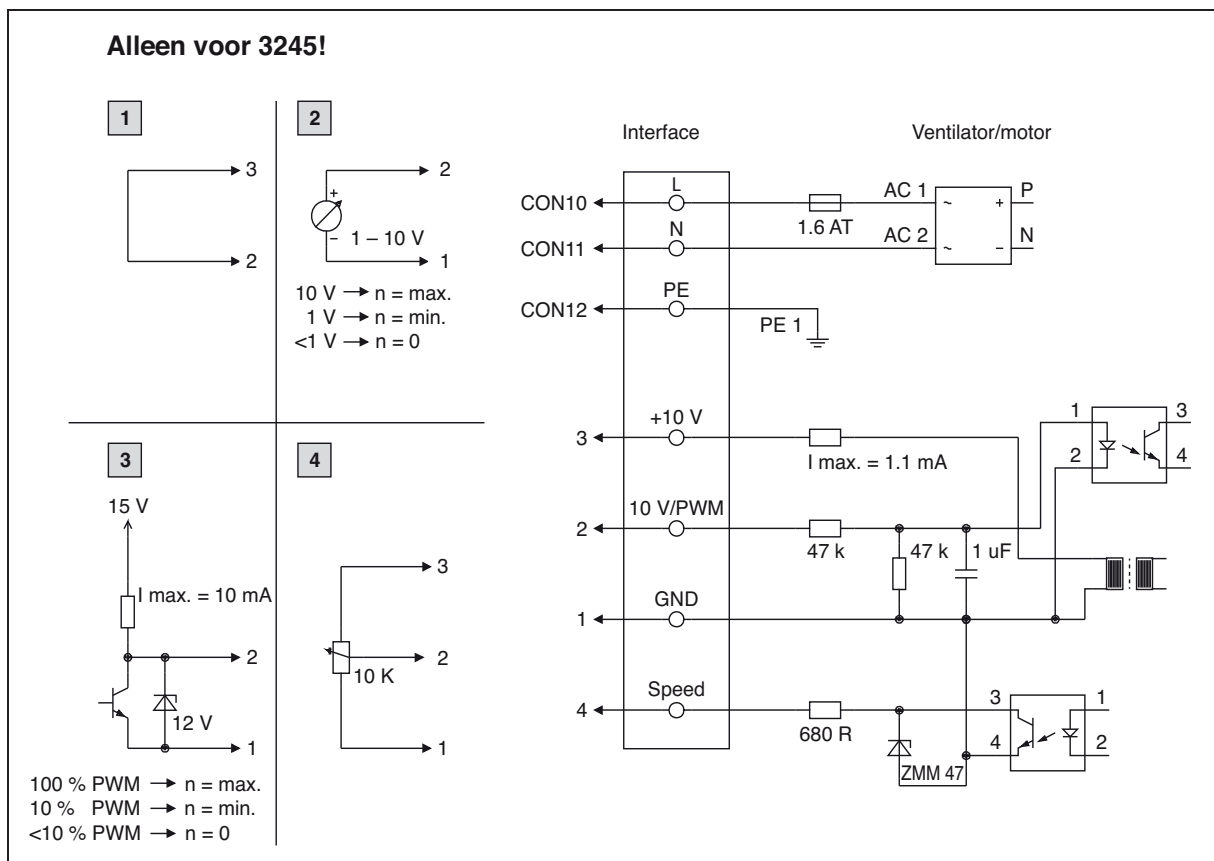 Alleen voor 3245!
1
3
2
2
2
+
−
1 – 10 V
1
10 V → n = max.
1 V → n = min.
<1 V → n = 0
3
15 V
I max. = 10 mA
2
12 V
1
100 % PWM → n = max.
10 % PWM → n = min.
<10 % PWM → n = 0
4
3
2
10 K
1
Interface
Ventilator/motor
CON10
L
1.6 AT
AC 1
~
+
P
CON11
N
AC 2
~
−
N
CON12
PE
PE 1
3
+10 V
I max. = 1.1 mA
1
2
3
4
2
10 V/PWM
47 k
47 k
1 uF
1
GND
4
Speed
680 R
ZMM 47
3
4
1
2